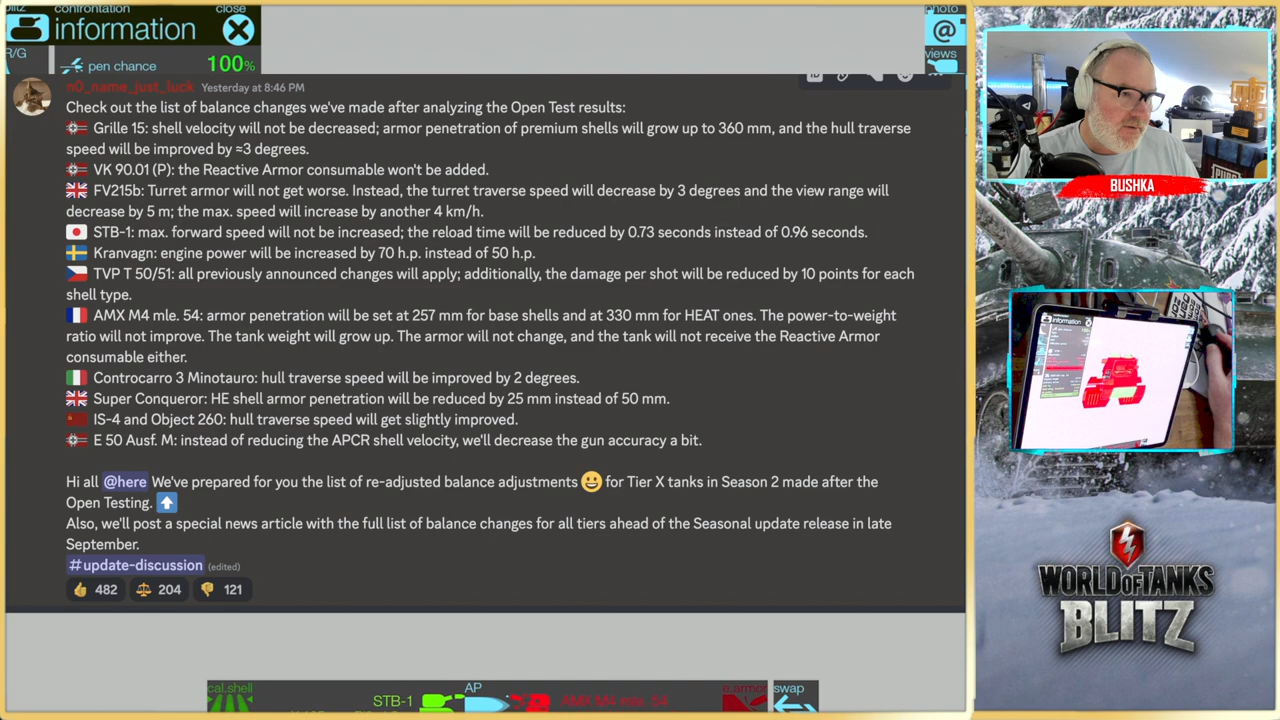 confrontation
close
information
R/G
pen chance
100%
photo
@
views
n0_name_just_luck Yesterday at 8:46 PM
Check out the list of balance changes we've made after analyzing the Open Test results:
Grille 15: shell velocity will not be decreased; armor penetration of premium shells will grow up to 360 mm, and the hull traverse
speed will be improved by ≈3 degrees.
VK 90.01 (P): the Reactive Armor consumable won't be added.
FV215b: Turret armor will not get worse. Instead, the turret traverse speed will decrease by 3 degrees and the view range will
decrease by 5 m; the max. speed will increase by another 4 km/h.
STB-1: max. forward speed will not be increased; the reload time will be reduced by 0.73 seconds instead of 0.96 seconds.
Kranvagn: engine power will be increased by 70 h.p. instead of 50 h.p.
TVP T 50/51: all previously announced changes will apply; additionally, the damage per shot will be reduced by 10 points for each
shell type.
AMX M4 mle. 54: armor penetration will be set at 257 mm for base shells and at 330 mm for HEAT ones. The power-to-weight
ratio will not improve. The tank weight will grow up. The armor will not change, and the tank will not receive the Reactive Armor
consumable either.
Controcarro 3 Minotauro: hull traverse speed will be improved by 2 degrees.
Super Conqueror: HE shell armor penetration will be reduced by 25 mm instead of 50 mm.
IS-4 and Object 260: hull traverse speed will get slightly improved.
E 50 Ausf. M: instead of reducing the APCR shell velocity, we'll decrease the gun accuracy a bit.
Hi all @here We've prepared for you the list of re-adjusted balance adjustments 😀 for Tier X tanks in Season 2 made after the
Open Testing. ⬆️
Also, we'll post a special news article with the full list of balance changes for all tiers ahead of the Seasonal update release in late
September.
#update-discussion (edited)
👍 482 ⚖️ 204 👎 121
cal.shell
STB-1
AP
AMX M4 mle. 54
e.armor
swap
BUSHKA
information
WORLD OF TANKS
BLITZ